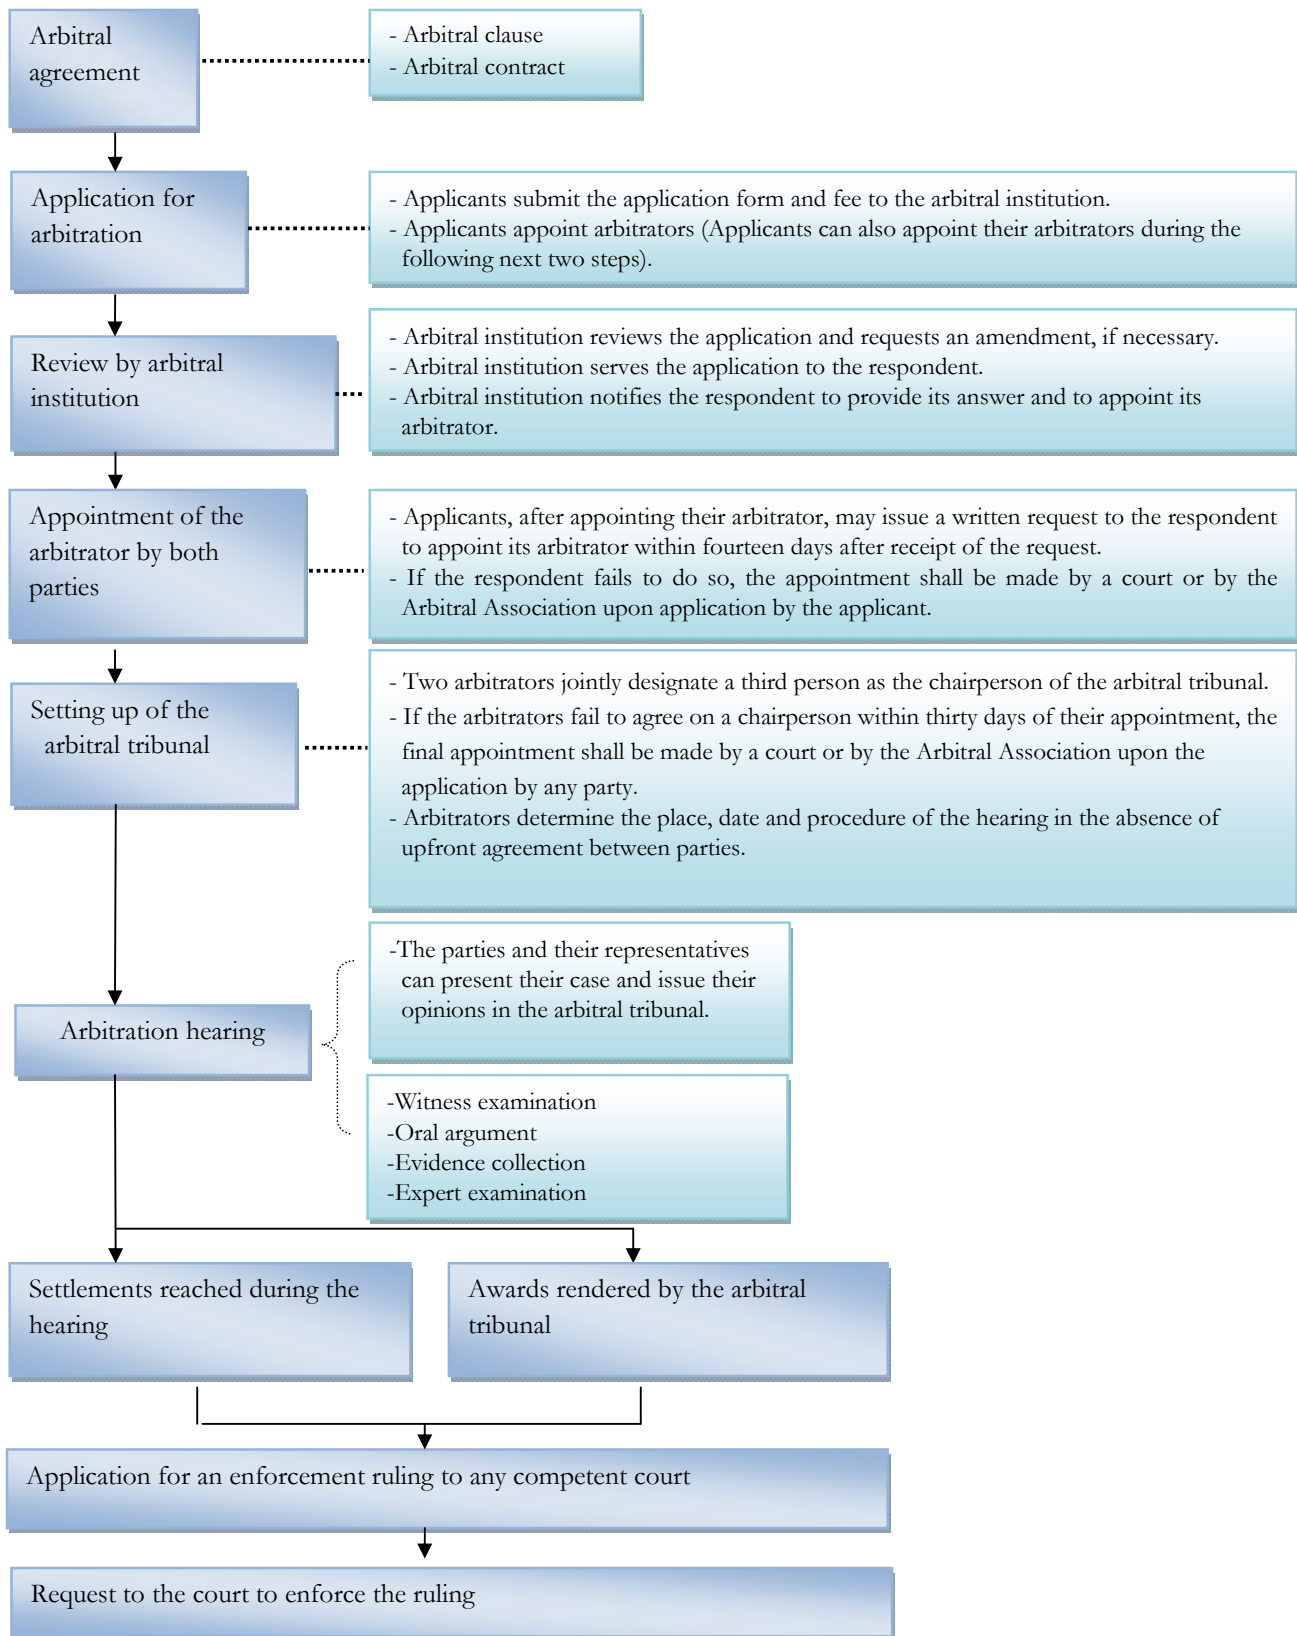 Arbitral
agreement
- Arbitral clause
- Arbitral contract
Application for
arbitration
- Applicants submit the application form and fee to the arbitral institution.
- Applicants appoint arbitrators (Applicants can also appoint their arbitrators during the
following next two steps).
Review by arbitral
institution
- Arbitral institution reviews the application and requests an amendment, if necessary.
- Arbitral institution serves the application to the respondent.
- Arbitral institution notifies the respondent to provide its answer and to appoint its
arbitrator.
Appointment of the
arbitrator by both
parties
- Applicants, after appointing their arbitrator, may issue a written request to the respondent
to appoint its arbitrator within fourteen days after receipt of the request.
- If the respondent fails to do so, the appointment shall be made by a court or by the
Arbitral Association upon application by the applicant.
Setting up of the
arbitral tribunal
- Two arbitrators jointly designate a third person as the chairperson of the arbitral tribunal.
- If the arbitrators fail to agree on a chairperson within thirty days of their appointment, the
final appointment shall be made by a court or by the Arbitral Association upon the
application by any party.
- Arbitrators determine the place, date and procedure of the hearing in the absence of
upfront agreement between parties.
Arbitration hearing
-The parties and their representatives
can present their case and issue their
opinions in the arbitral tribunal.
-Witness examination
-Oral argument
-Evidence collection
-Expert examination
Settlements reached during the
hearing
Awards rendered by the arbitral
tribunal
Application for an enforcement ruling to any competent court
Request to the court to enforce the ruling